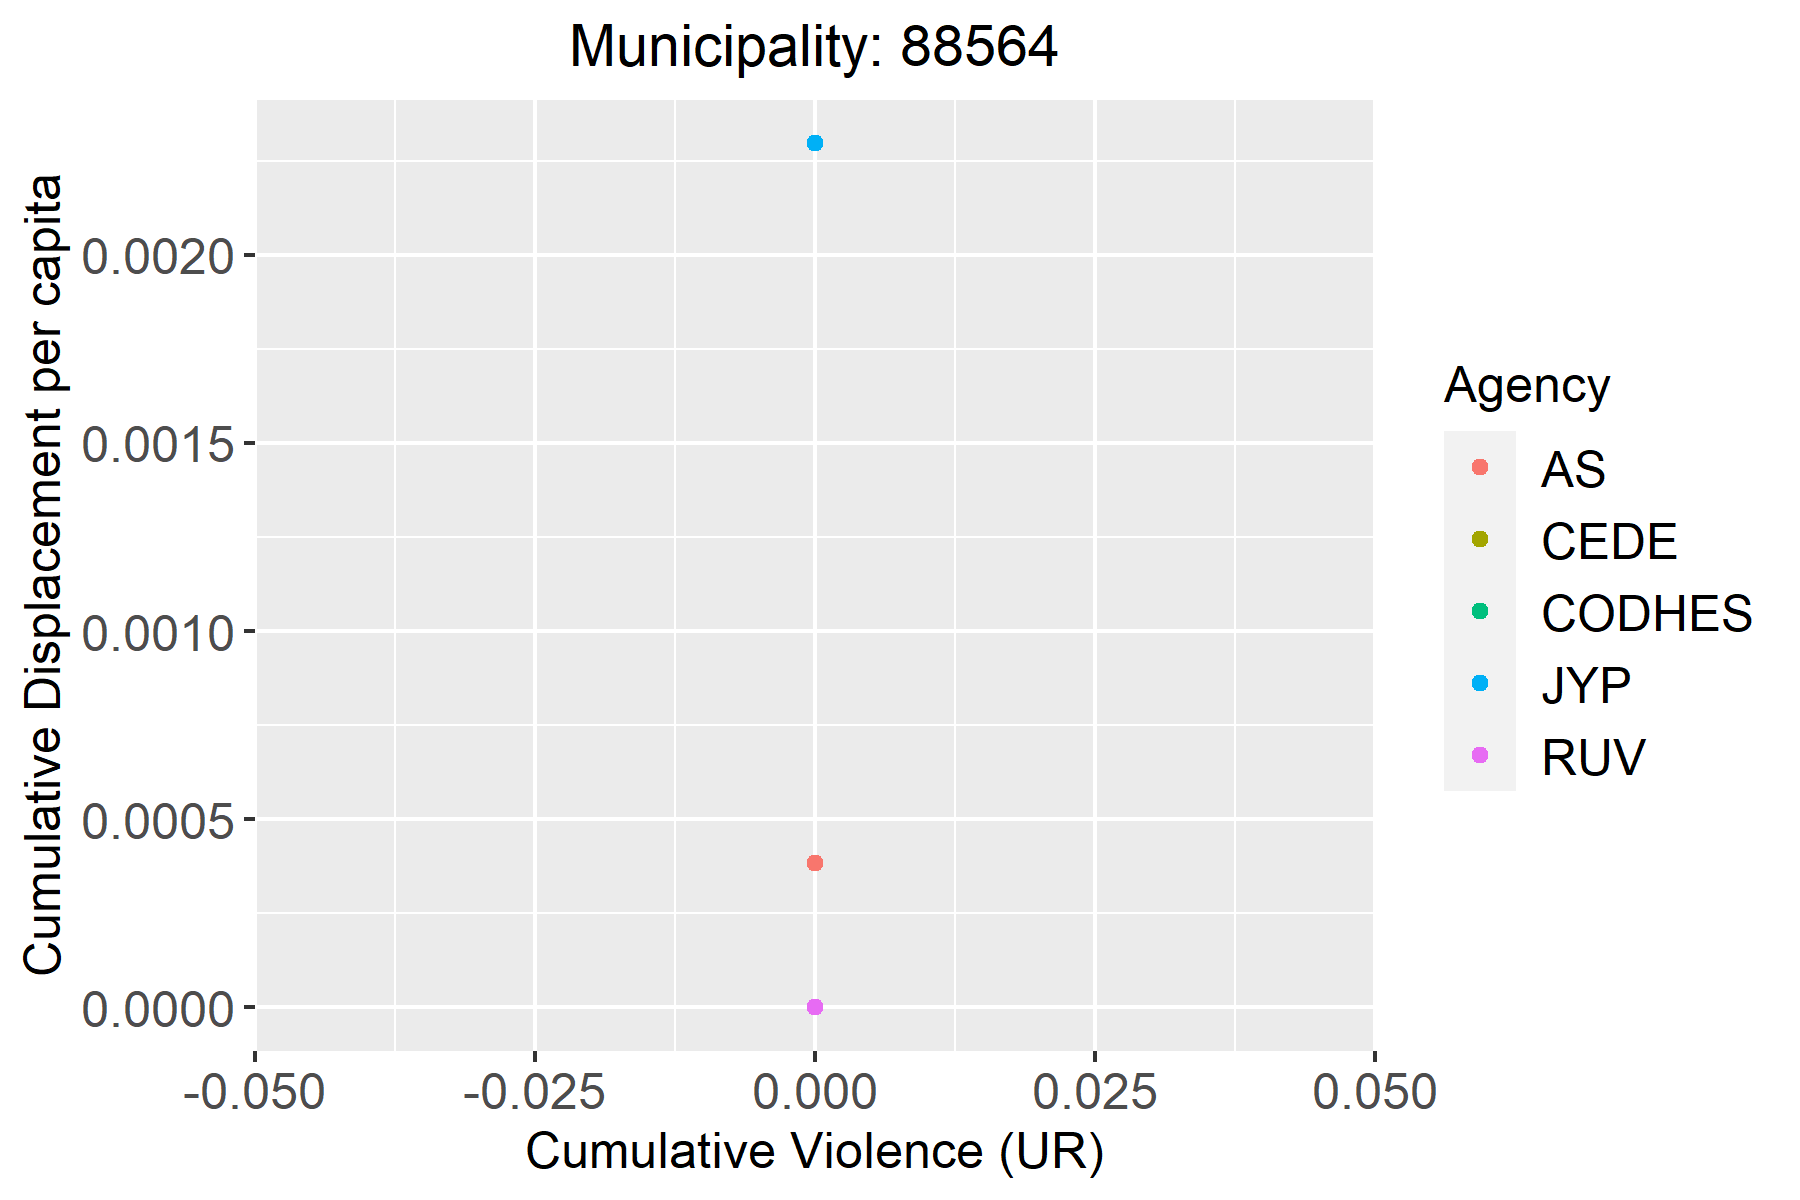 Municipality: 88564
Cumulative Displacement per capita
0.0020
0.0015
0.0010
0.0005
0.0000
-0.050
-0.025
0.000
0.025
0.050
Cumulative Violence (UR)
Agency
AS
CEDE
CODHES
JYP
RUV